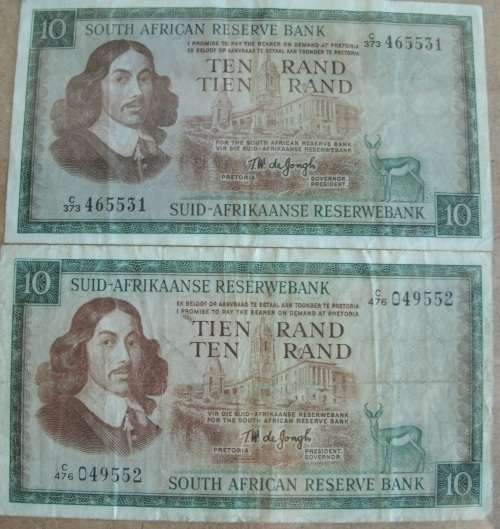 10 SOUTH AFRICAN RESERVE BANK
I PROMISE TO PAY THE BEARER ON DEMAND AT PRETORIA
EK BELOOF OP AANVRAAG TE BETAAL AAN TOONDER TE PRETORIA
C/373 465531
TEN RAND
TIEN RAND
FOR THE SOUTH AFRICAN RESERVE BANK
VIR DIE SUID-AFRIKAANSE RESERWEBANK
T.W. de Jongh
PRETORIA GOVERNOR
PRESIDENT
C/373 465531
SUID-AFRIKAANSE RESERWEBANK 10
10 SUID-AFRIKAANSE RESERWEBANK
EK BELOOF OP AANVRAAG TE BETAAL AAN TOONDER TE PRETORIA
I PROMISE TO PAY THE BEARER ON DEMAND AT PRETORIA
C/476 049552
TIEN RAND
TEN RAND
VIR DIE SUID-AFRIKAANSE RESERWEBANK
FOR THE SOUTH AFRICAN RESERVE BANK
T.W. de Jongh
PRETORIA PRESIDENT
GOVERNOR
C/476 049552
SOUTH AFRICAN RESERVE BANK 10